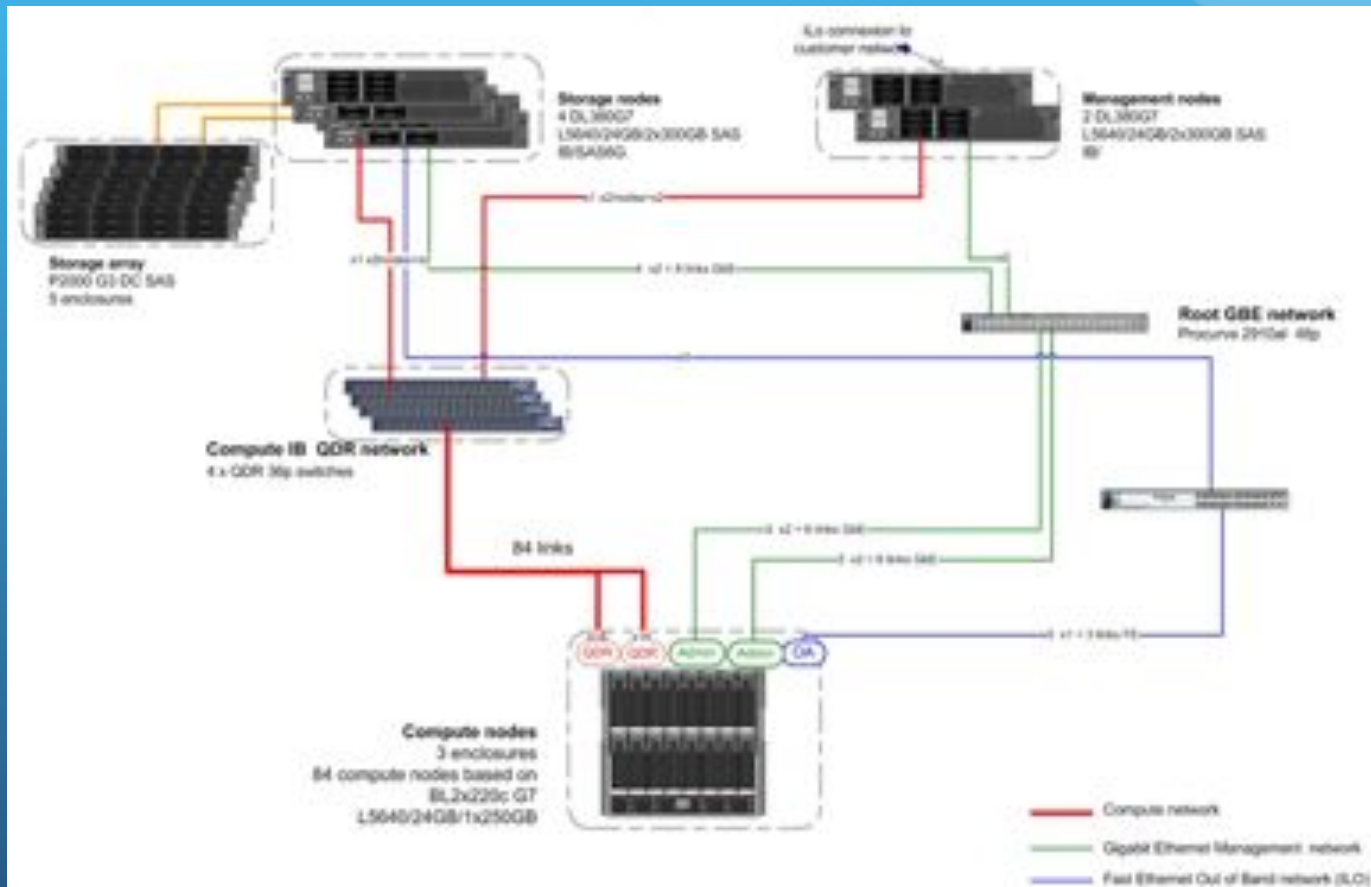 iLo connexion to
customer network
Storage nodes
4 DL380G7
L5640/24GB/2x300GB SAS
IB/SAS6G
Management nodes
2 DL380G7
L5640/24GB/2x300GB SAS
IB/
Storage array
P2000 G3 DC SAS
5 enclosures
Root GBE network
Procurve 2910al 48p
Compute IB QDR network
4 x QDR 36p switches
84 links
QDR
QDR
Admin
Admin
OA
Compute nodes
3 enclosures
84 compute nodes based on
BL2x220c G7
L5640/24GB/1x250GB
Compute network
Gigabit Ethernet Management network
Fast Ethernet Out of Band network (ILO)